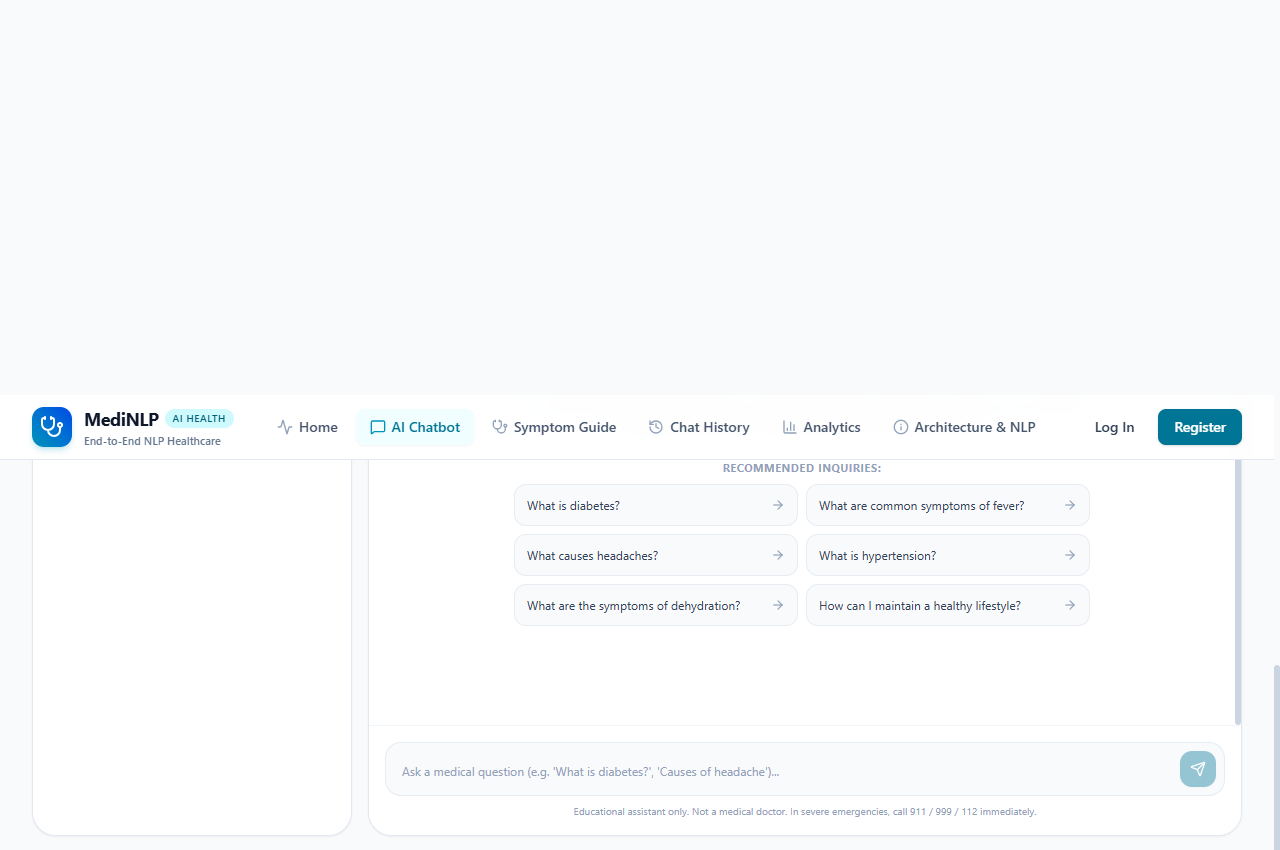 MediNLP AI HEALTH
End-to-End NLP Healthcare
Home
AI Chatbot
Symptom Guide
Chat History
Analytics
Architecture & NLP
Log In
Register
RECOMMENDED INQUIRIES:
What is diabetes?
What are common symptoms of fever?
What causes headaches?
What is hypertension?
What are the symptoms of dehydration?
How can I maintain a healthy lifestyle?
Ask a medical question (e.g. 'What is diabetes?', 'Causes of headache')...
Educational assistant only. Not a medical doctor. In severe emergencies, call 911 / 999 / 112 immediately.